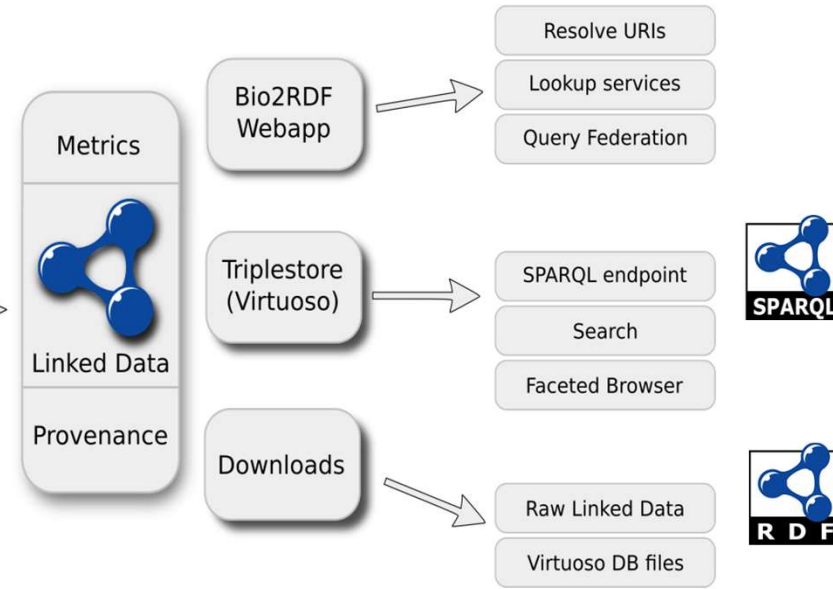 Metrics
Linked Data
Provenance
Bio2RDF
Webapp
Resolve URIs
Lookup services
Query Federation
Triplestore
(Virtuoso)
SPARQL endpoint
Search
Faceted Browser
SPARQL
Downloads
Raw Linked Data
Virtuoso DB files
R D F